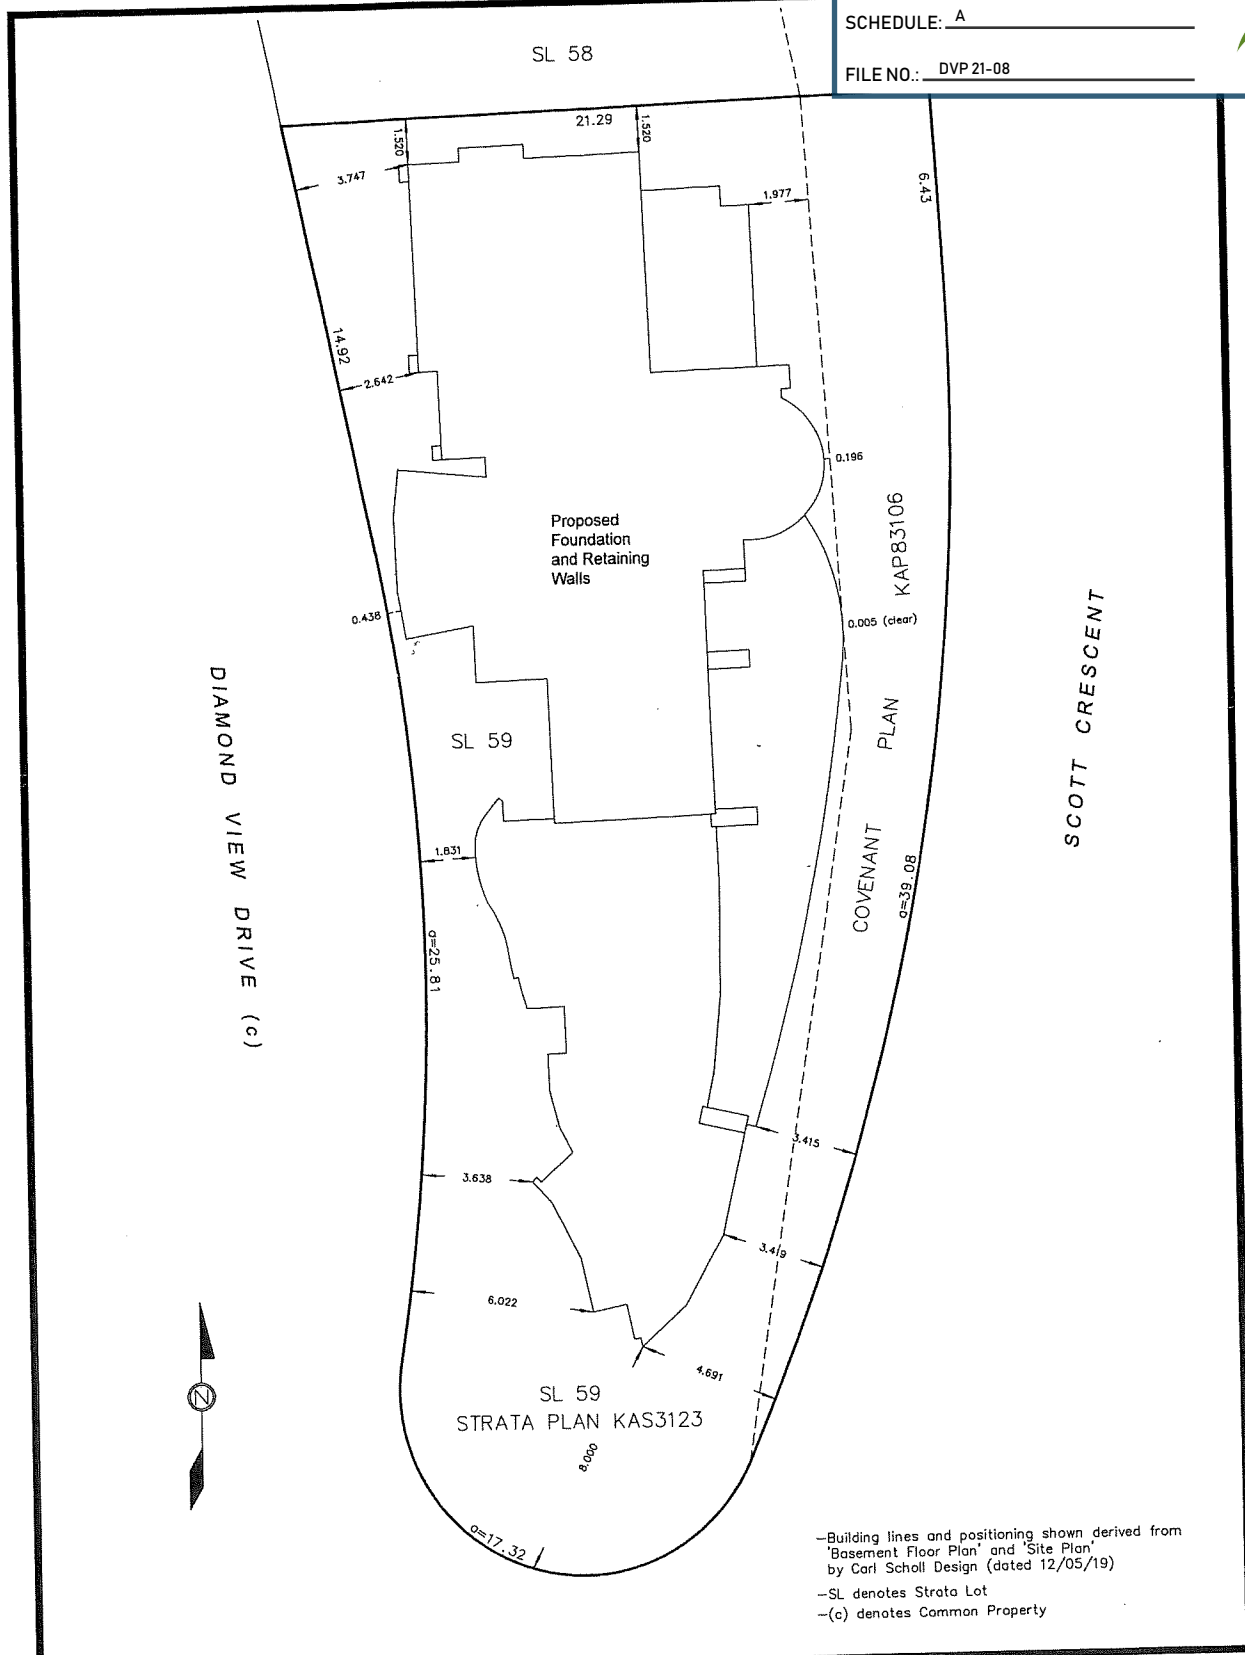 SCHEDULE: A
FILE NO.: DVP 21-08
SL 58
21.29
1.520
1.520
3.747
1.977
6.43
14.92
2.642
0.196
Proposed
Foundation
and Retaining
Walls
KAP83106
0.438
0.005 (clear)
SCOTT CRESCENT
DIAMOND VIEW DRIVE (c)
SL 59
PLAN
COVENANT
1.831
a=39.08
a=25.81
3.415
3.638
3.419
6.022
4.691
SL 59
STRATA PLAN KAS3123
8.000
a=17.32
N
-Building lines and positioning shown derived from
'Basement Floor Plan' and 'Site Plan'
by Carl Scholl Design (dated 12/05/19)
-SL denotes Strata Lot
-(c) denotes Common Property